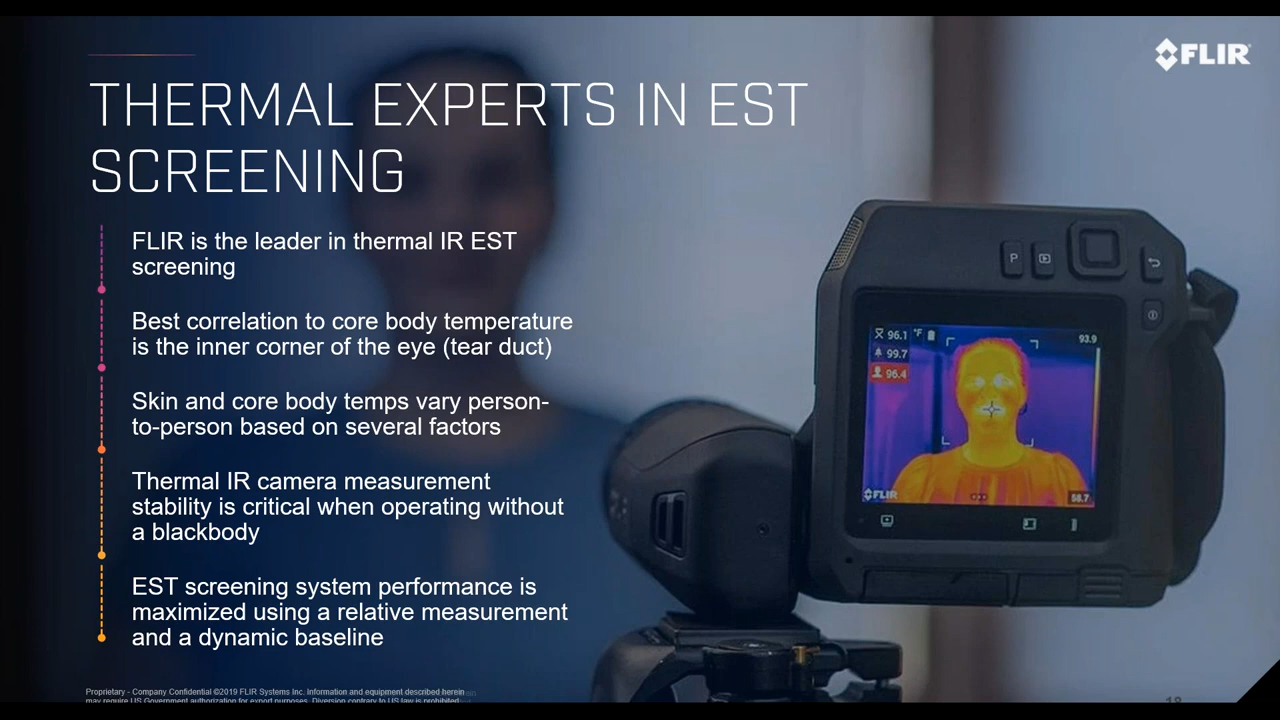 FLIR
THERMAL EXPERTS IN EST
SCREENING
FLIR is the leader in thermal IR EST
screening
Best correlation to core body temperature
is the inner corner of the eye (tear duct)
Skin and core body temps vary person-
to-person based on several factors
Thermal IR camera measurement
stability is critical when operating without
a blackbody
EST screening system performance is
maximized using a relative measurement
and a dynamic baseline
P
96.1 °F
99.7
96.4
93.9
FLIR
58.7
Proprietary - Company Confidential ©2019 FLIR Systems Inc. Information and equipment described herein
may require US Government authorization for export purposes. Diversion contrary to US law is prohibited.